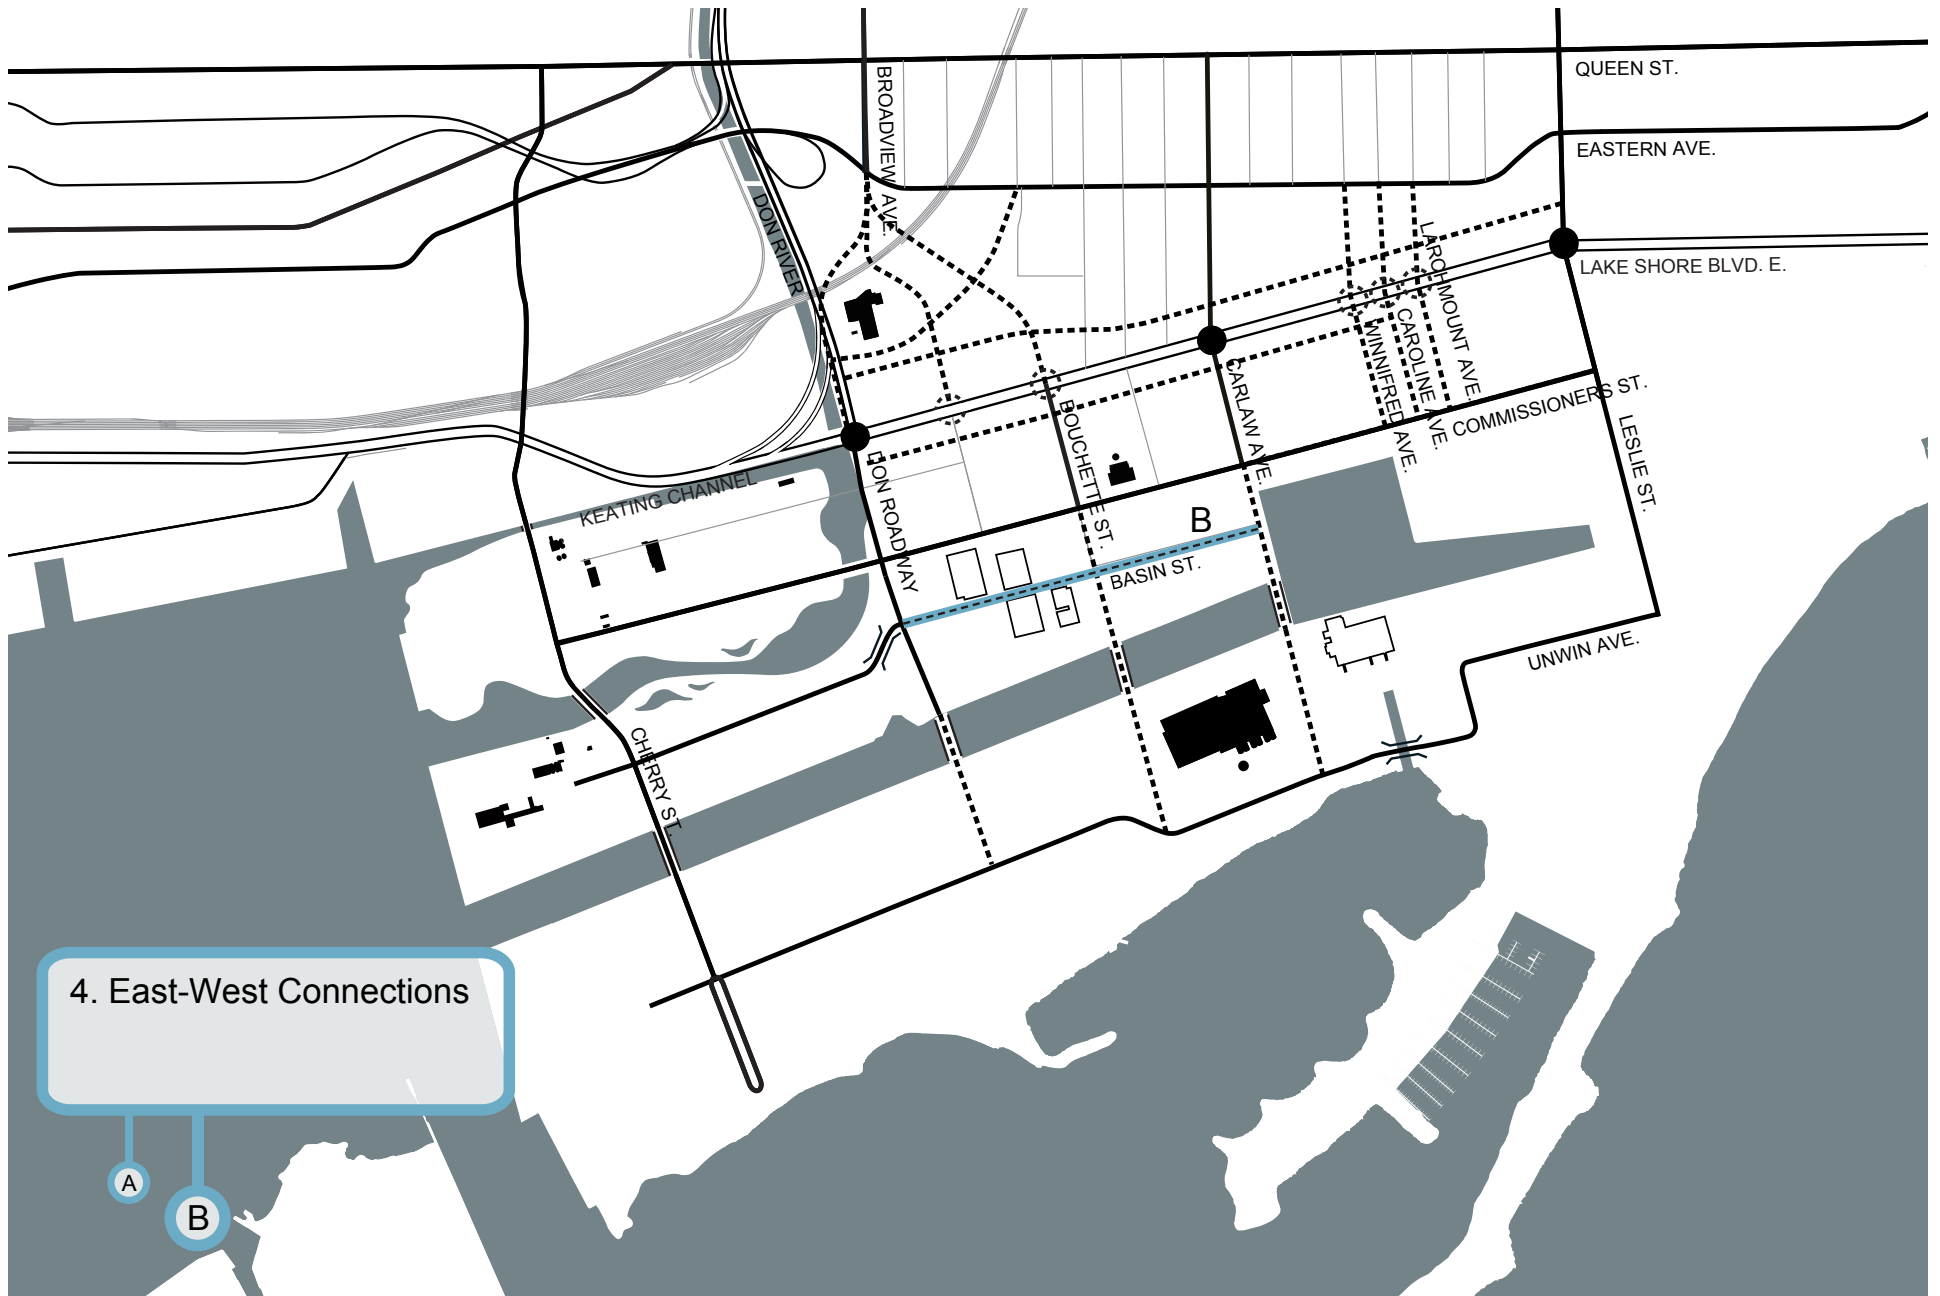 QUEEN ST.
BROADVIEW AVE.
EASTERN AVE.
DON RIVER
LARCHMOUNT AVE.
LAKE SHORE BLVD. E.
CAROLINE AVE.
WINNIFRED AVE.
CARLAW AVE.
COMMISSIONERS ST.
BOUCHETTE ST.
LESLIE ST.
DON ROADWAY
KEATING CHANNEL
B
BASIN ST.
UNWIN AVE.
CHERRY ST.
4. East-West Connections
A
B